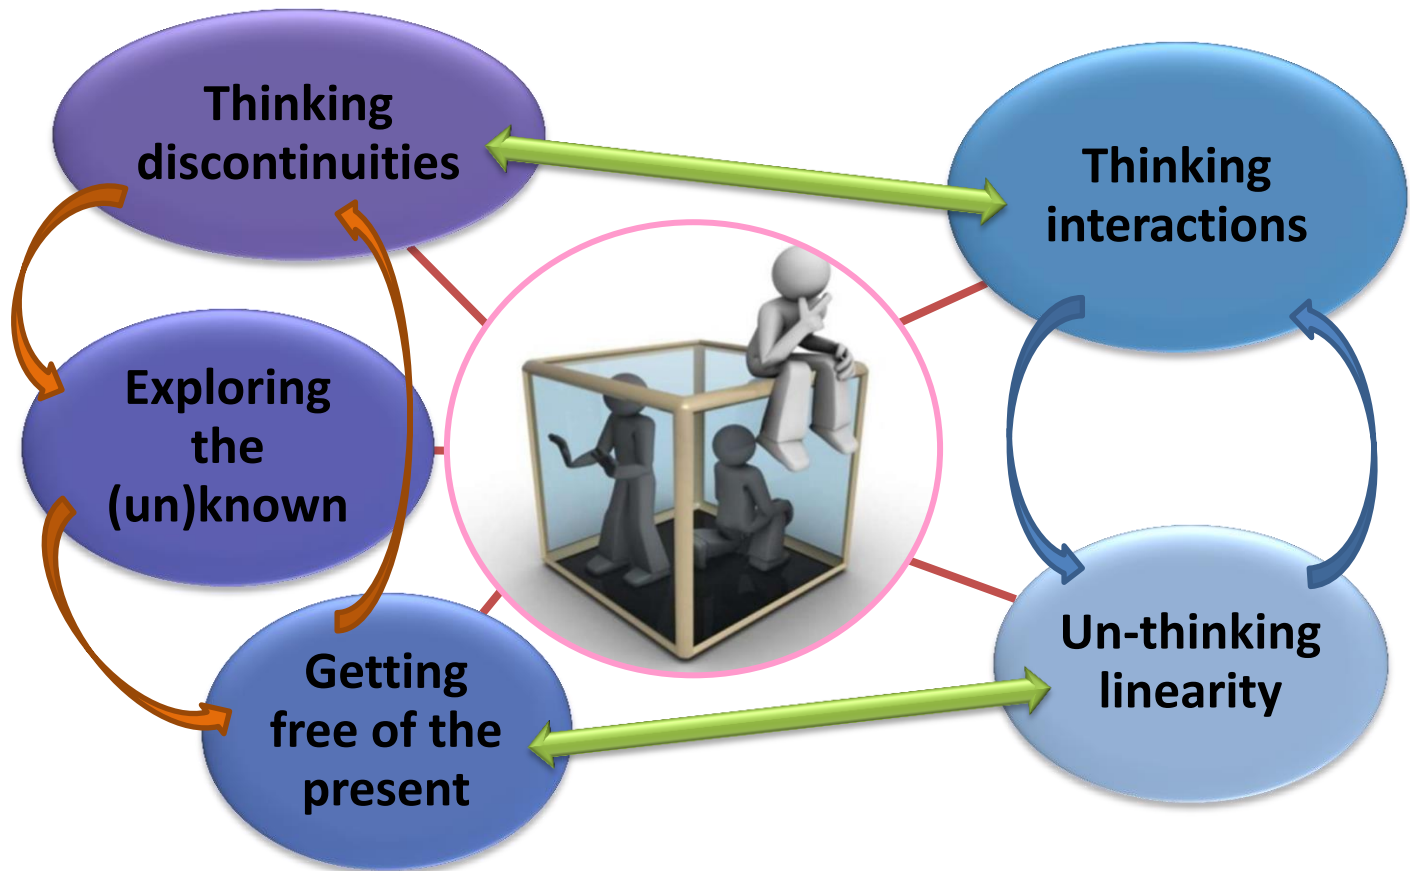 Thinking
discontinuities
Thinking
interactions
Exploring
the
(un)known
Getting
free of the
present
Un-thinking
linearity